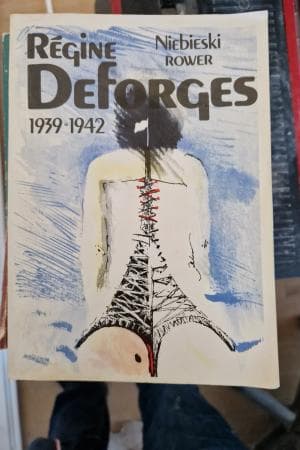 RÉGINE
Niebieski
ROWER
DEFORGES
1939-1942